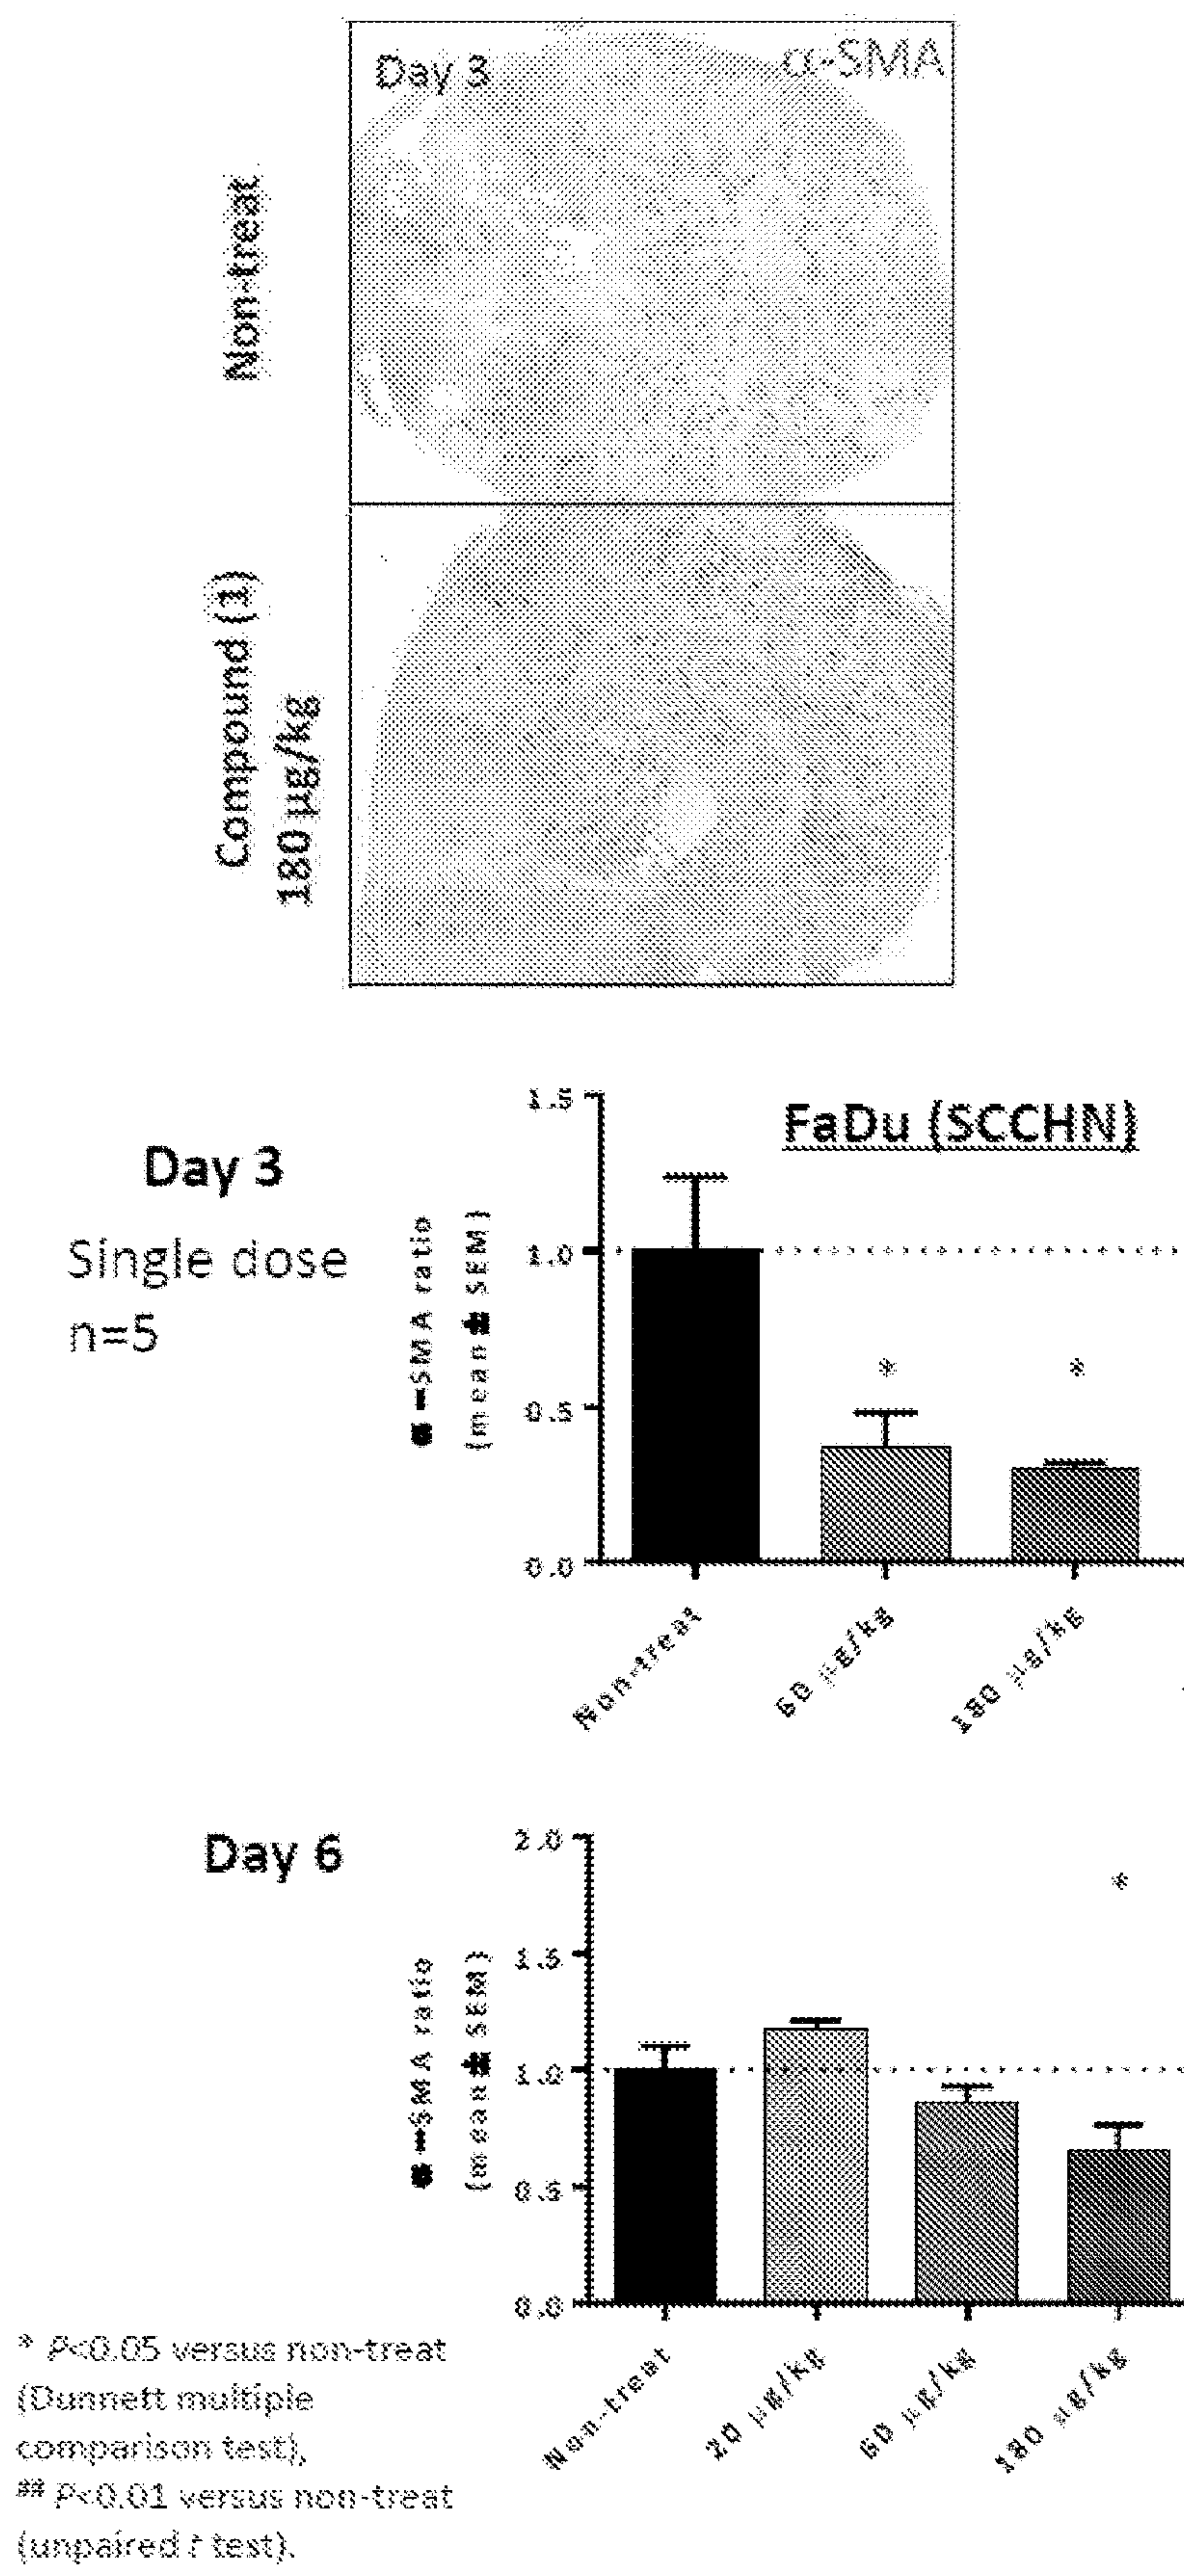 Day 3
α-SMA
Non-treat
Compound (1)
180 µg/kg
Day 3
Single dose
n=5
FaDu (SCCHN)
α-SMA ratio
(mean ± SEM)
1.5
1.0
0.5
0.0
*
*
Non-treat
60 µg/kg
180 µg/kg
Day 6
α-SMA ratio
(mean ± SEM)
2.0
1.5
1.0
0.5
0.0
*
Non-treat
20 µg/kg
60 µg/kg
180 µg/kg
* P<0.05 versus non-treat
(Dunnett multiple
comparison test),
## P<0.01 versus non-treat
(unpaired t test).